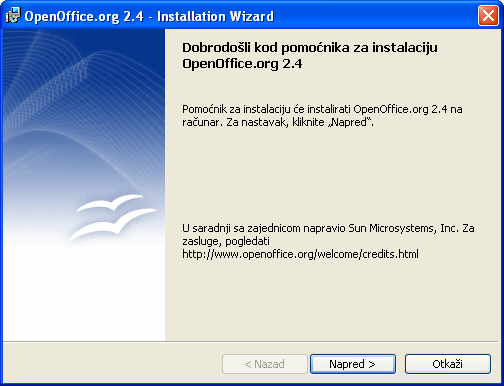 OpenOffice.org 2.4 - Installation Wizard
Dobrodošli kod pomoćnika za instalaciju
OpenOffice.org 2.4
Pomoćnik za instalaciju će instalirati OpenOffice.org 2.4 na
računar. Za nastavak, kliknite „Napred“.
U saradnji sa zajednicom napravio Sun Microsystems, Inc. Za
zasluge, pogledati
http://www.openoffice.org/welcome/credits.html
< Nazad
Napred >
Otkaži